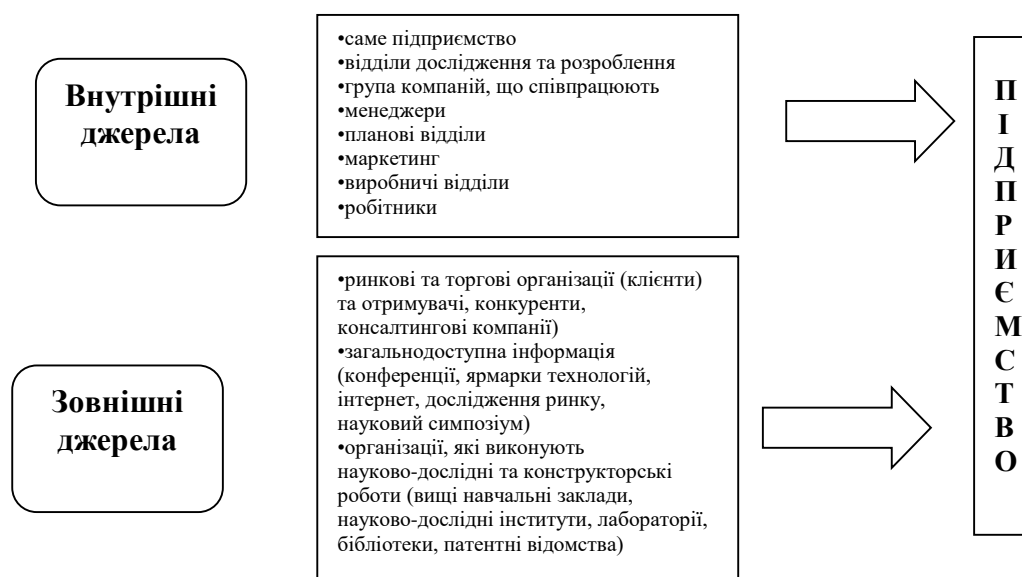 Внутрішні
джерела
•саме підприємство
•відділи дослідження та розроблення
•група компаній, що співпрацюють
•менеджери
•планові відділи
•маркетинг
•виробничі відділи
•робітники
Зовнішні
джерела
•ринкові та торгові організації (клієнти)
та отримувачі, конкуренти,
консалтингові компанії)
•загальнодоступна інформація
(конференції, ярмарки технологій,
інтернет, дослідження ринку,
науковий симпозіум)
•організації, які виконують
науково-дослідні та конструкторські
роботи (вищі навчальні заклади,
науково-дослідні інститути, лабораторії,
бібліотеки, патентні відомства)
П
І
Д
П
Р
И
Є
М
С
Т
В
О